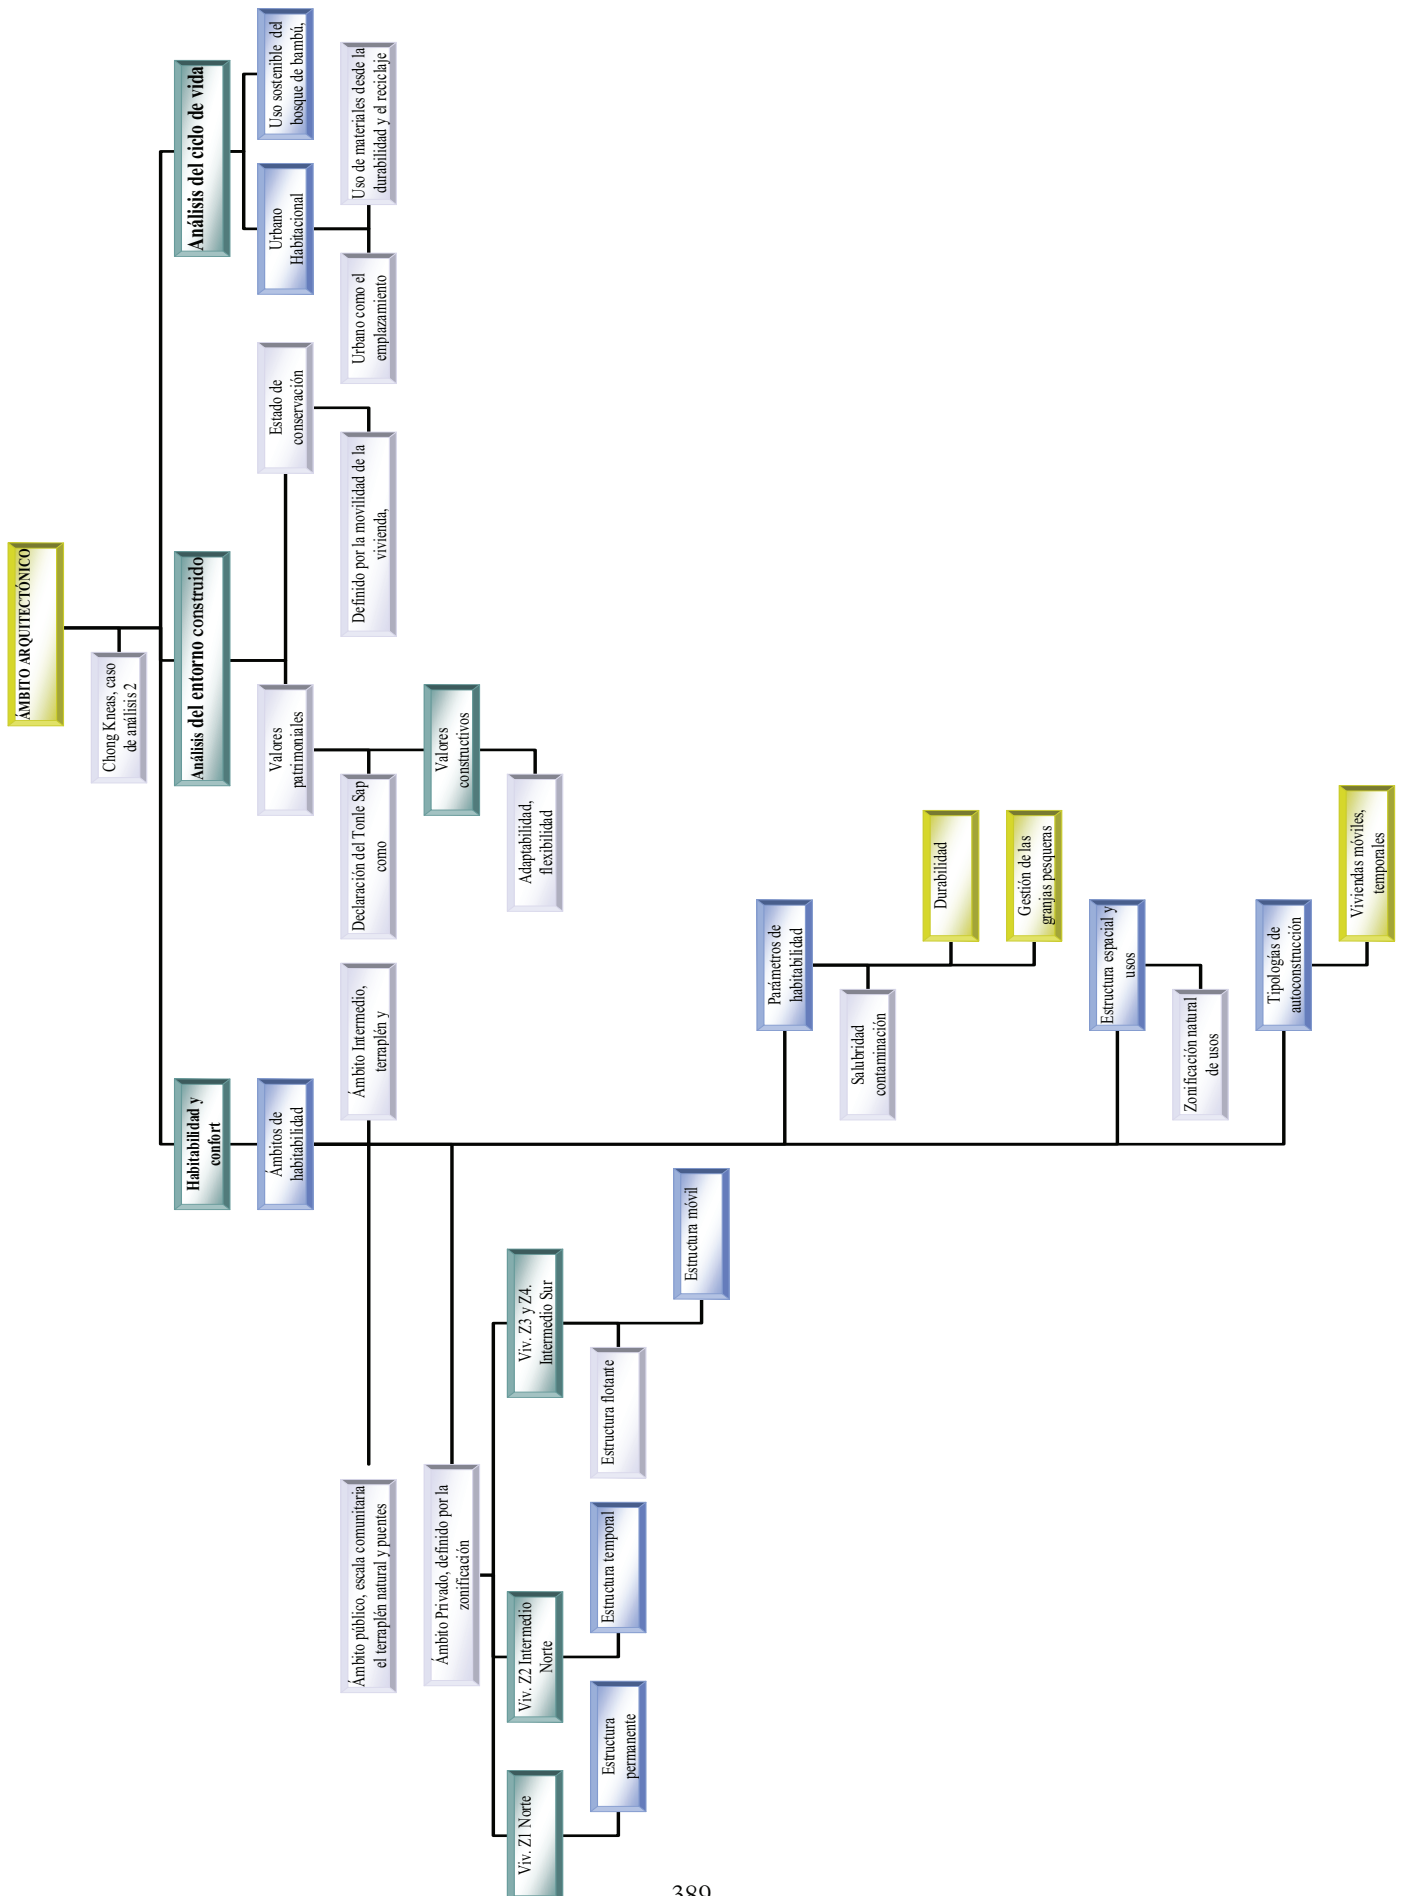 ÁMBITO ARQUITECTÓNICO
Chong Kneas, caso
de análisis 2
Habitabilidad y
confort
Ámbitos de
habitabilidad
Ámbito público, escala comunitaria
el terraplén natural y puentes
Ámbito Intermedio,
terraplén y
Ámbito Privado, definido por la
zonificación
Viv. Z1 Norte
Estructura
permanente
Viv. Z2 Intermedio
Norte
Estructura temporal
Viv. Z3 y Z4.
Intermedio Sur
Estructura flotante
Estructura móvil
Parámetros de
habitabilidad
Salubridad
contaminación
Durabilidad
Gestión de las
granjas pesqueras
Estructura espacial y
usos
Zonificación natural
de usos
Tipologías de
autoconstrucción
Viviendas móviles,
temporales
Análisis del entorno construido
Valores
patrimoniales
Declaración del Tonle Sap
como
Valores
constructivos
Adaptabilidad,
flexibilidad
Estado de
conservación
Definido por la movilidad de la
vivienda,
Análisis del ciclo de vida
Urbano
Habitacional
Urbano como el
emplazamiento
Uso de materiales desde la
durabilidad y el reciclaje
Uso sostenible del
bosque de bambú,
389